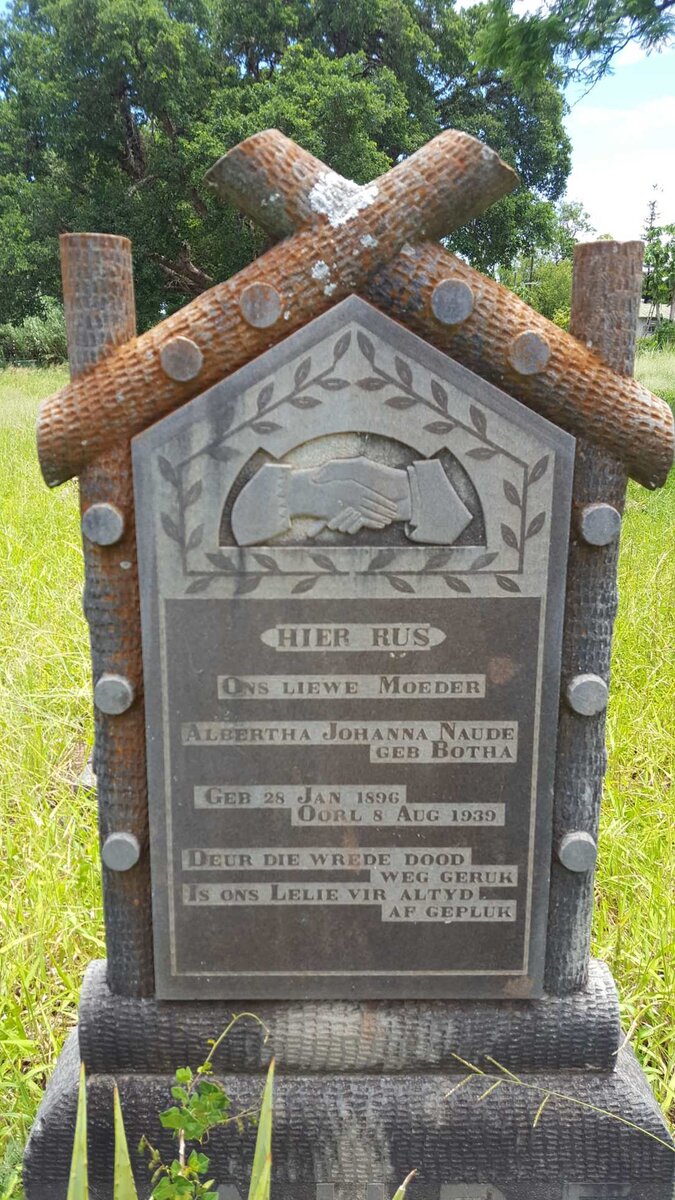 HIER RUS
ONS LIEWE MOEDER
ALBERTHA JOHANNA NAUDE
GEB BOTHA
GEB 28 JAN 1896
OORL 8 AUG 1939
DEUR DIE WREDE DOOD
WEG GERUK
IS ONS LELIE VIR ALTYD
AF GEPLUK